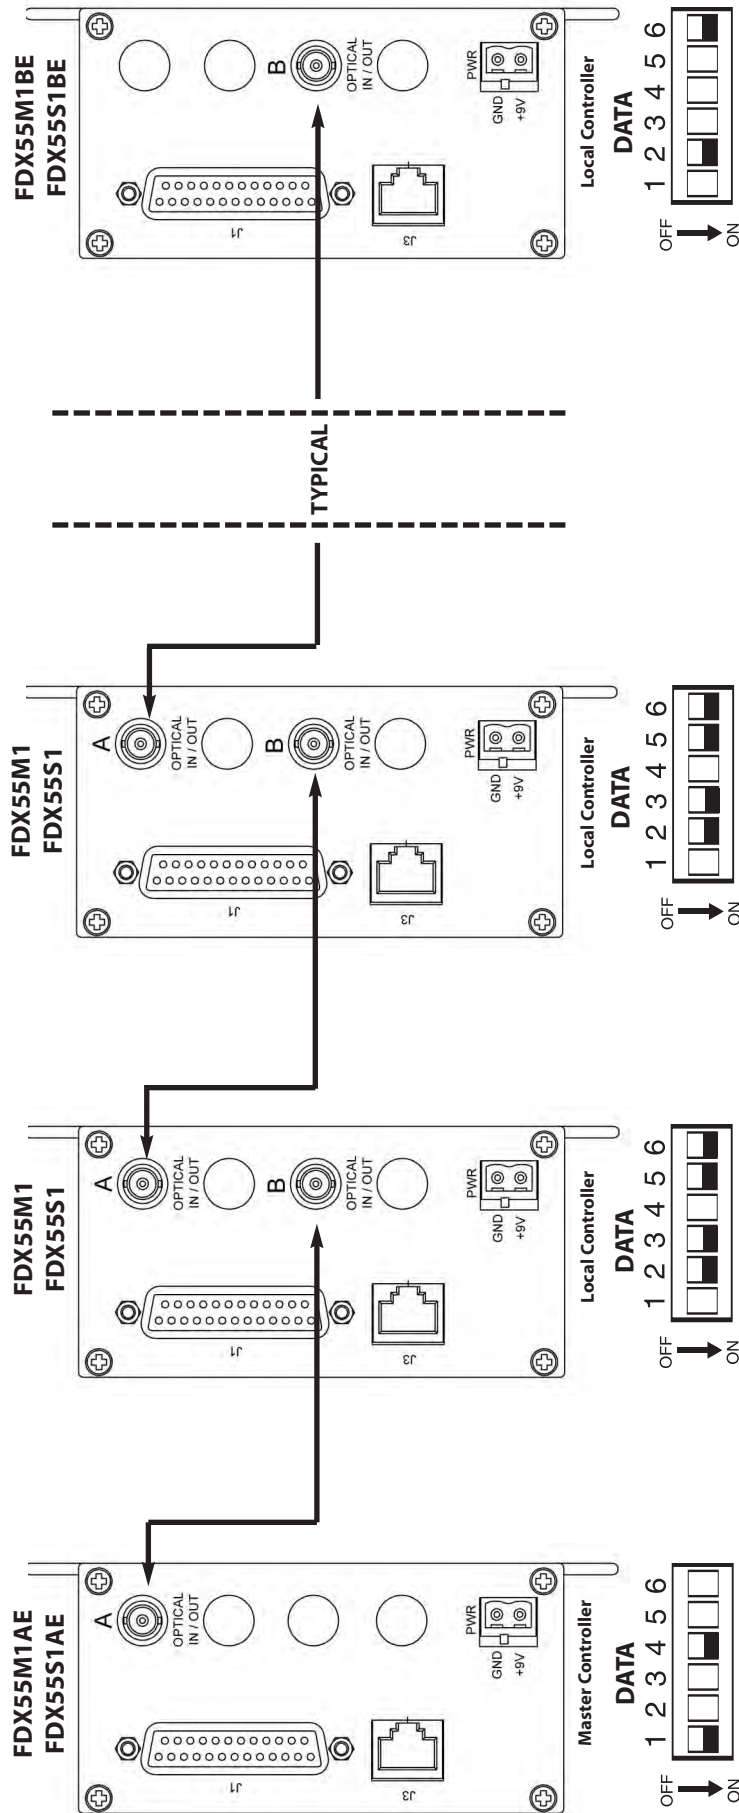 FDX55M1AE
FDX55S1AE
A
OPTICAL
IN / OUT
J1
J3
PWR
GND
+9V
Master Controller
DATA
1 2 3 4 5 6
OFF
ON
FDX55M1
FDX55S1
A
OPTICAL
IN / OUT
B
OPTICAL
IN / OUT
J1
J3
PWR
GND
+9V
Local Controller
DATA
1 2 3 4 5 6
OFF
ON
FDX55M1
FDX55S1
A
OPTICAL
IN / OUT
B
OPTICAL
IN / OUT
J1
J3
PWR
GND
+9V
Local Controller
DATA
1 2 3 4 5 6
OFF
ON
TYPICAL
FDX55M1BE
FDX55S1BE
B
OPTICAL
IN / OUT
J1
J3
PWR
GND
+9V
Local Controller
DATA
1 2 3 4 5 6
OFF
ON